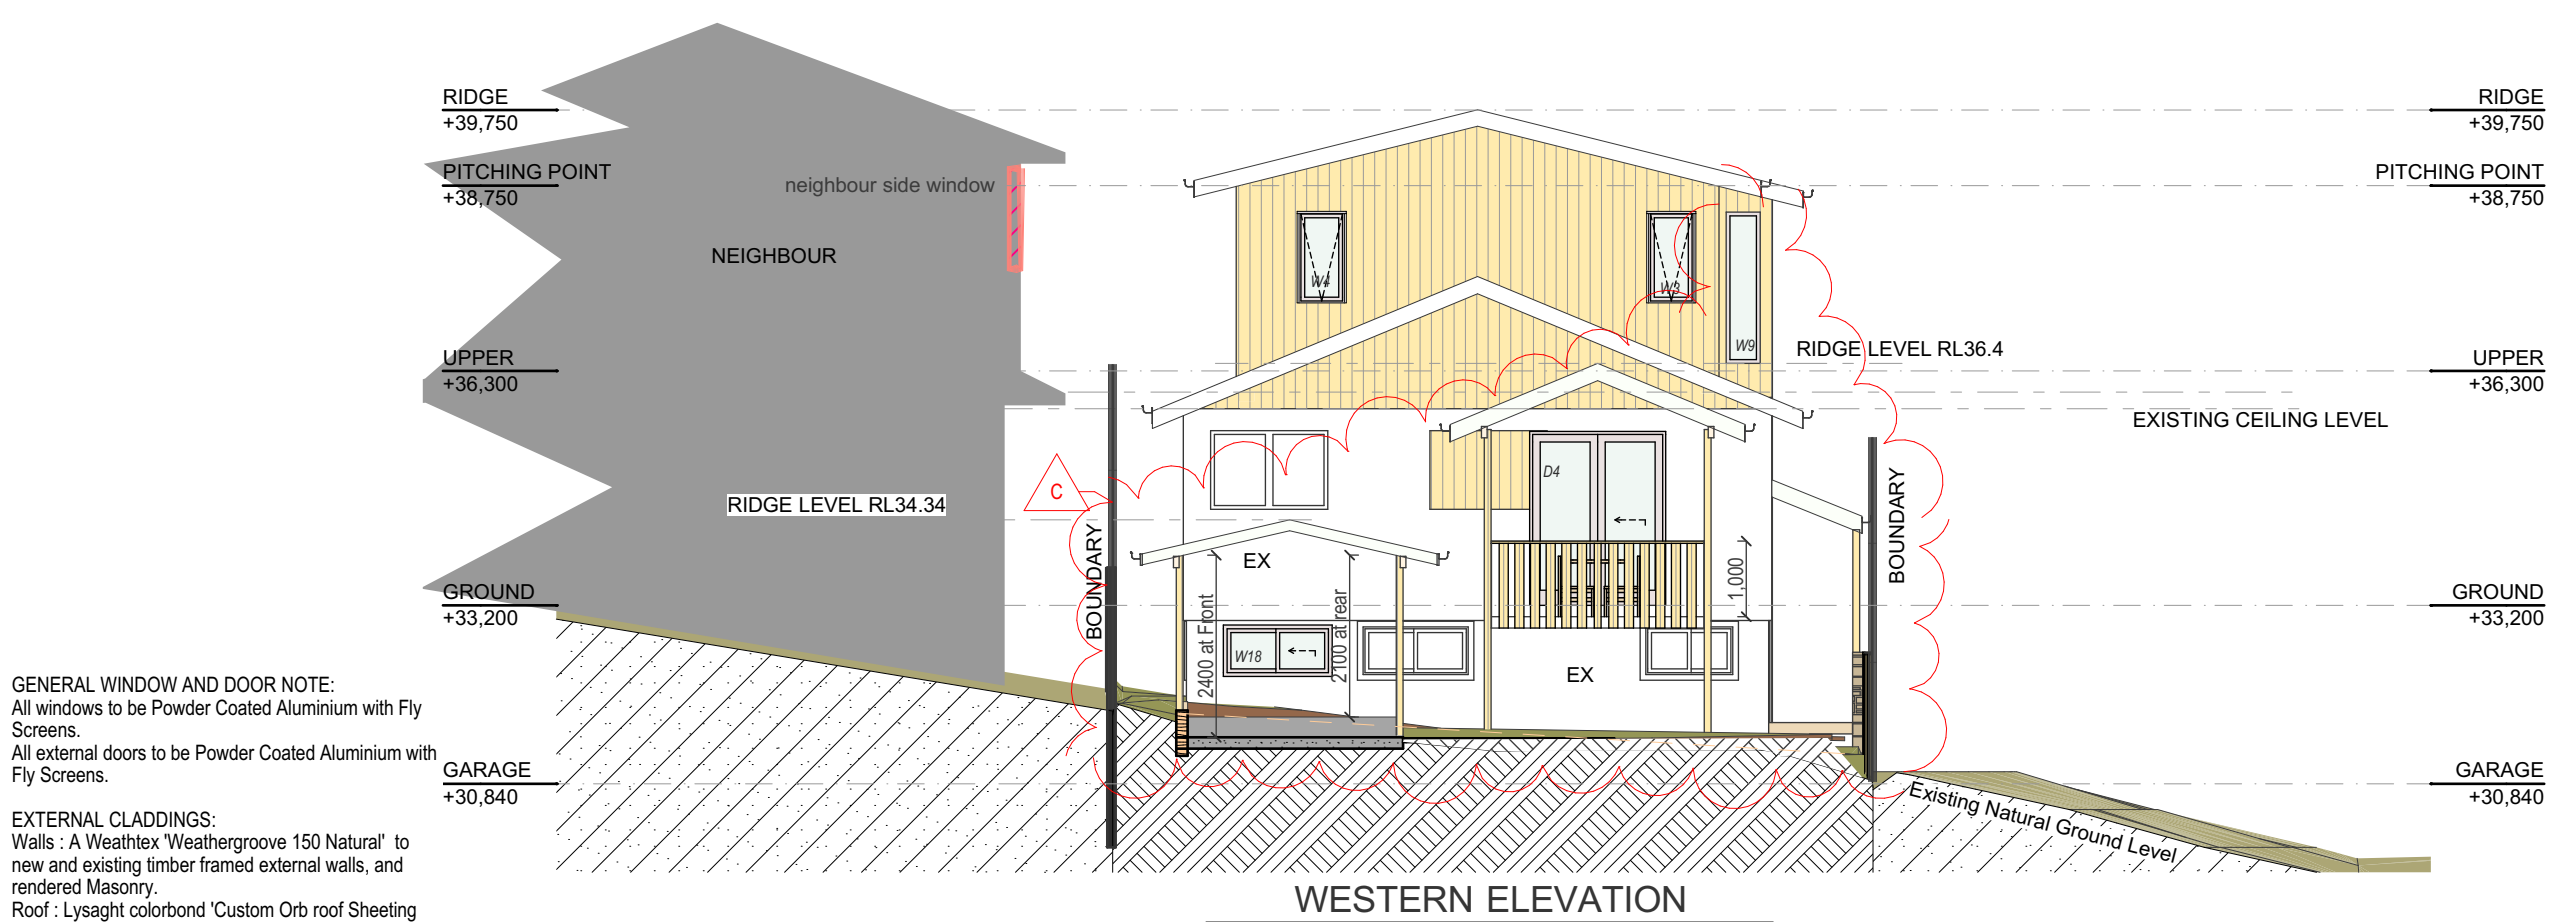 RIDGE
+39,750
PITCHING POINT
+38,750
UPPER
+36,300
GROUND
+33,200
GARAGE
+30,840
neighbour side window
NEIGHBOUR
RIDGE LEVEL RL34.34
C
BOUNDARY
W4
W3
W9
D4
EX
W18
2400 at Front
2100 at rear
1,000
EX
RIDGE LEVEL RL36.4
EXISTING CEILING LEVEL
BOUNDARY
Existing Natural Ground Level
RIDGE
+39,750
PITCHING POINT
+38,750
UPPER
+36,300
GROUND
+33,200
GARAGE
+30,840
GENERAL WINDOW AND DOOR NOTE:
All windows to be Powder Coated Aluminium with Fly
Screens.
All external doors to be Powder Coated Aluminium with
Fly Screens.
EXTERNAL CLADDINGS:
Walls : A Weathtex 'Weathergroove 150 Natural' to
new and existing timber framed external walls, and
rendered Masonry.
Roof : Lysaght colorbond 'Custom Orb roof Sheeting
WESTERN ELEVATION